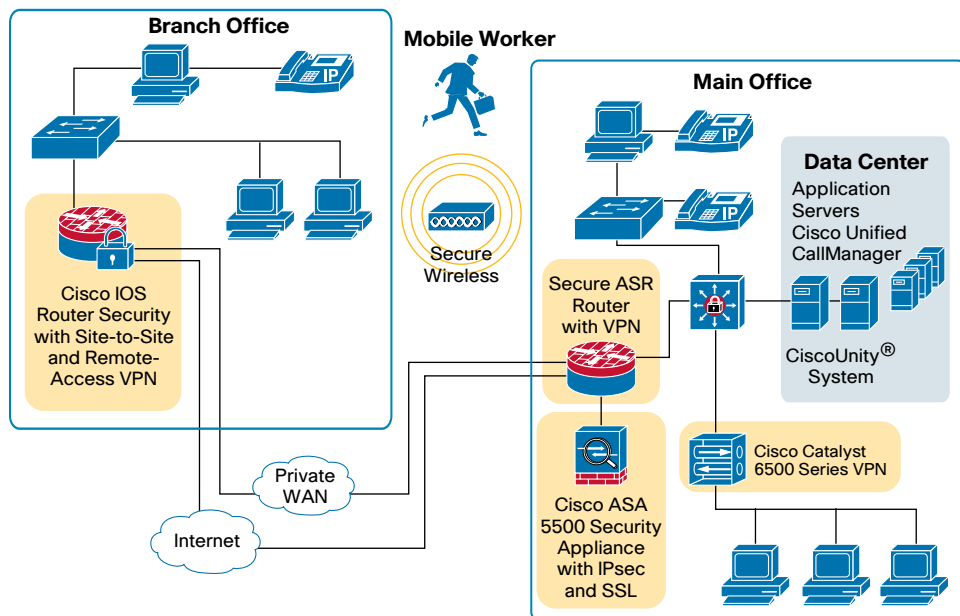 Branch Office
IP
Cisco IOS
Router Security
with Site-to-Site
and Remote-
Access VPN
Mobile Worker
Secure
Wireless
Private
WAN
Internet
Main Office
IP
IP
Secure ASR
Router
with VPN
Cisco ASA
5500 Security
Appliance
with IPsec
and SSL
Data Center
Application
Servers
Cisco Unified
CallManager
CiscoUnity®
System
Cisco Catalyst
6500 Series VPN